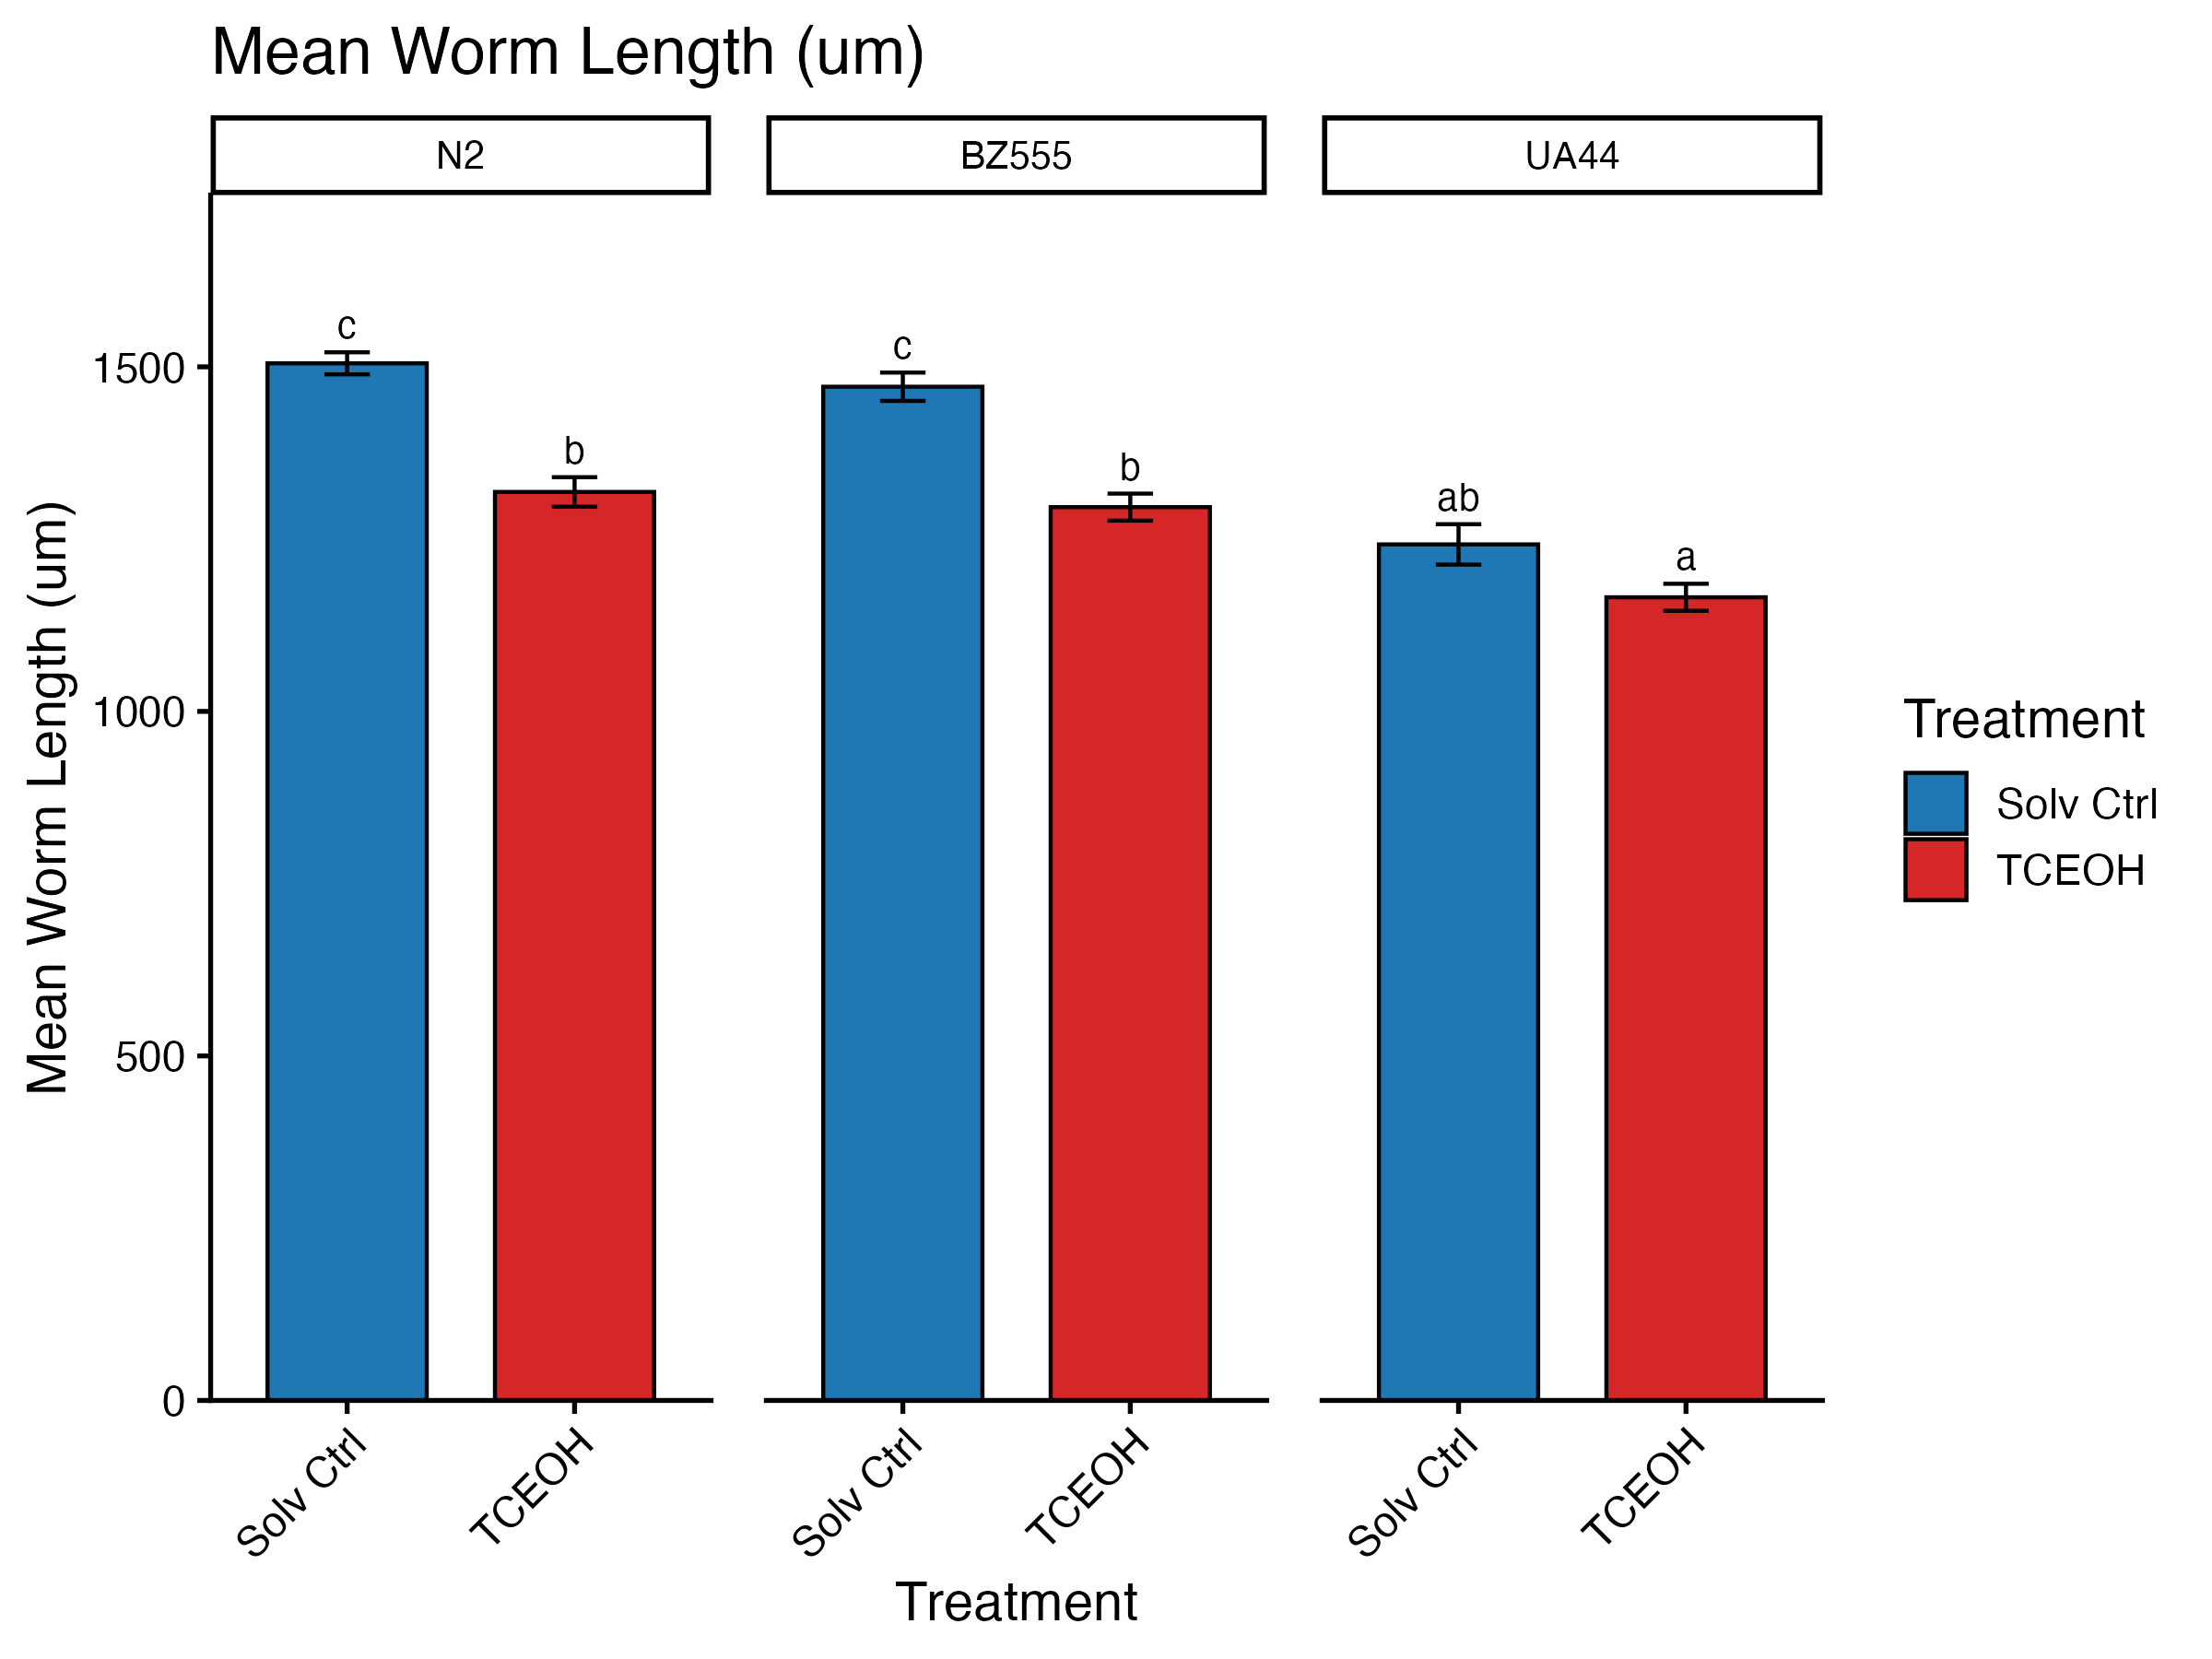 Mean Worm Length (um)
N2
BZ555
UA44
Mean Worm Length (um)
1500
1000
500
0
c
b
c
b
ab
a
Solv Ctrl
TCEOH
Solv Ctrl
TCEOH
Solv Ctrl
TCEOH
Treatment
Treatment
Solv Ctrl
TCEOH